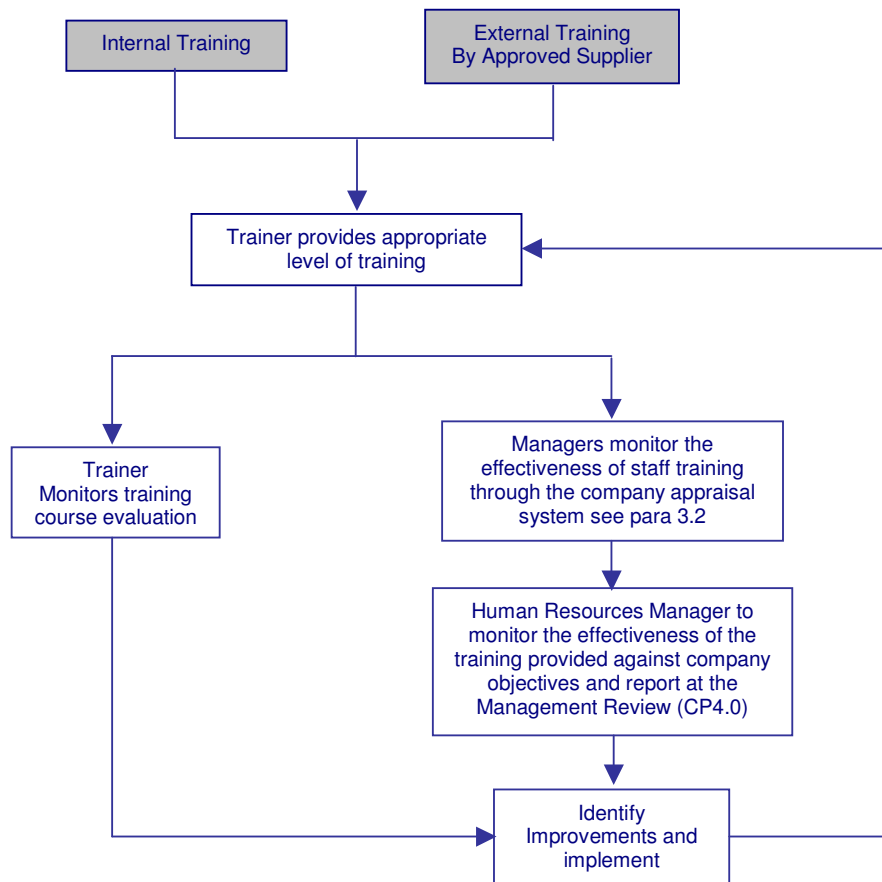 Internal Training
External Training
By Approved Supplier
Trainer provides appropriate
level of training
Trainer
Monitors training
course evaluation
Managers monitor the
effectiveness of staff training
through the company appraisal
system see para 3.2
Human Resources Manager to
monitor the effectiveness of the
training provided against company
objectives and report at the
Management Review (CP4.0)
Identify
Improvements and
implement